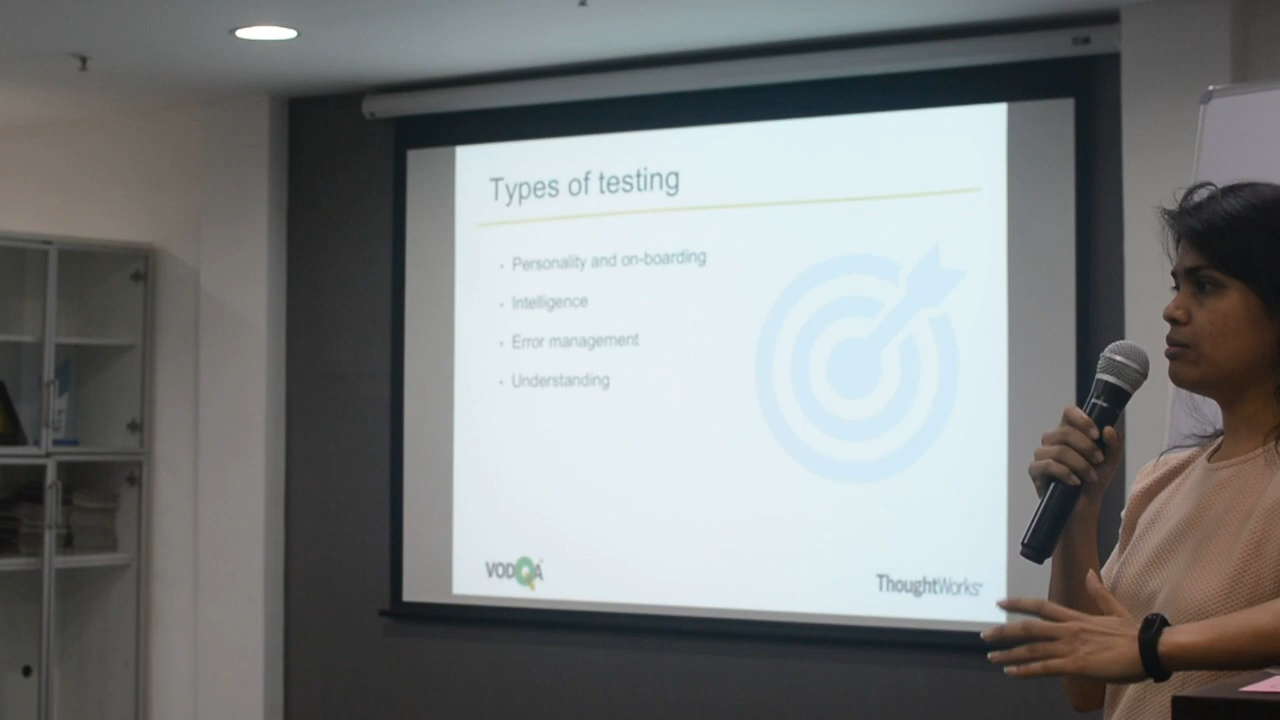 Types of testing
• Personality and on-boarding
• Intelligence
• Error management
• Understanding
VODQA
ThoughtWorks